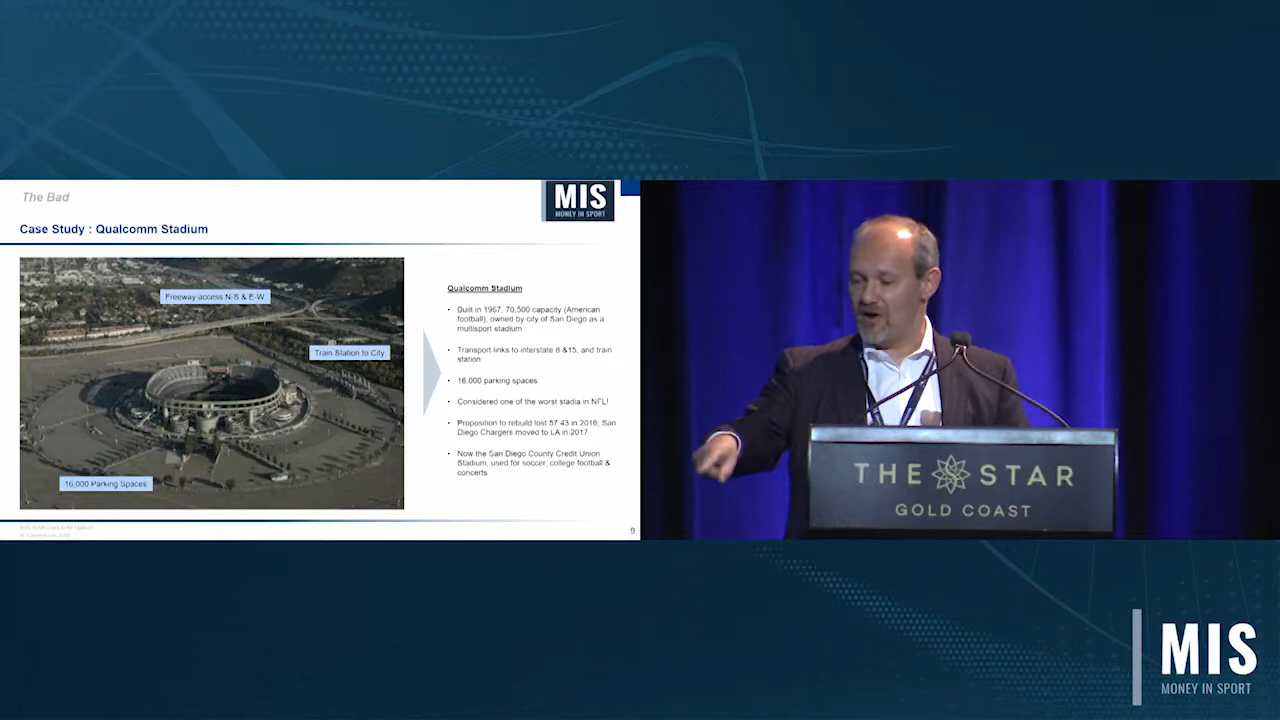 The Bad
MIS
MONEY IN SPORT
Case Study : Qualcomm Stadium
Freeway access N-S & E-W
Train Station to City
16,000 Parking Spaces
Qualcomm Stadium
• Built in 1967, 70,500 capacity (American
football), owned by city of San Diego as a
multisport stadium
• Transport links to interstate 8 &15, and train
station
• 16,000 parking spaces
• Considered one of the worst stadia in NFL!
• Proposition to rebuild lost 57:43 in 2016; San
Diego Chargers moved to LA in 2017
• Now the San Diego County Credit Union
Stadium, used for soccer, college football &
concerts
9
THE STAR
GOLD COAST
MIS
MONEY IN SPORT